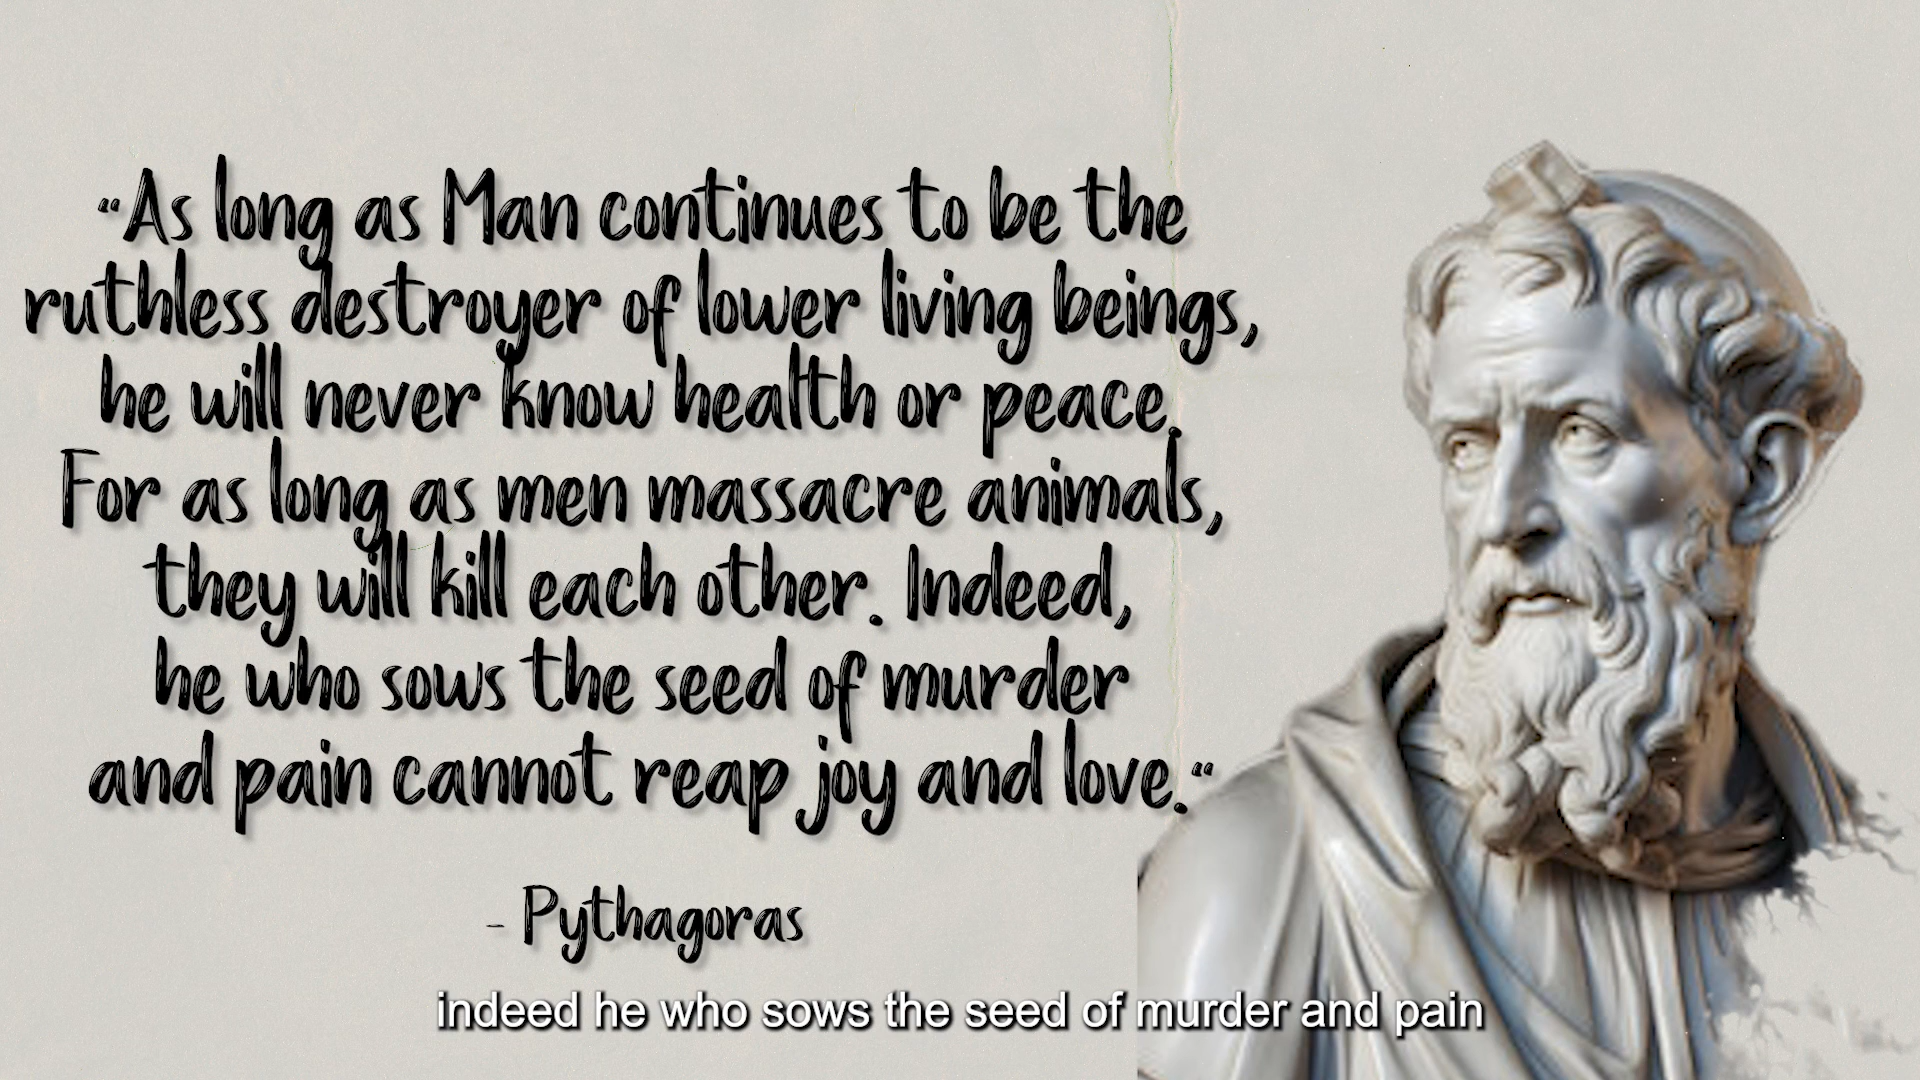 “As long as Man continues to be the
ruthless destroyer of lower living beings,
he will never know health or peace.
For as long as men massacre animals,
they will kill each other. Indeed,
he who sows the seed of murder
and pain cannot reap joy and love.“
- Pythagoras
indeed he who sows the seed of murder and pain